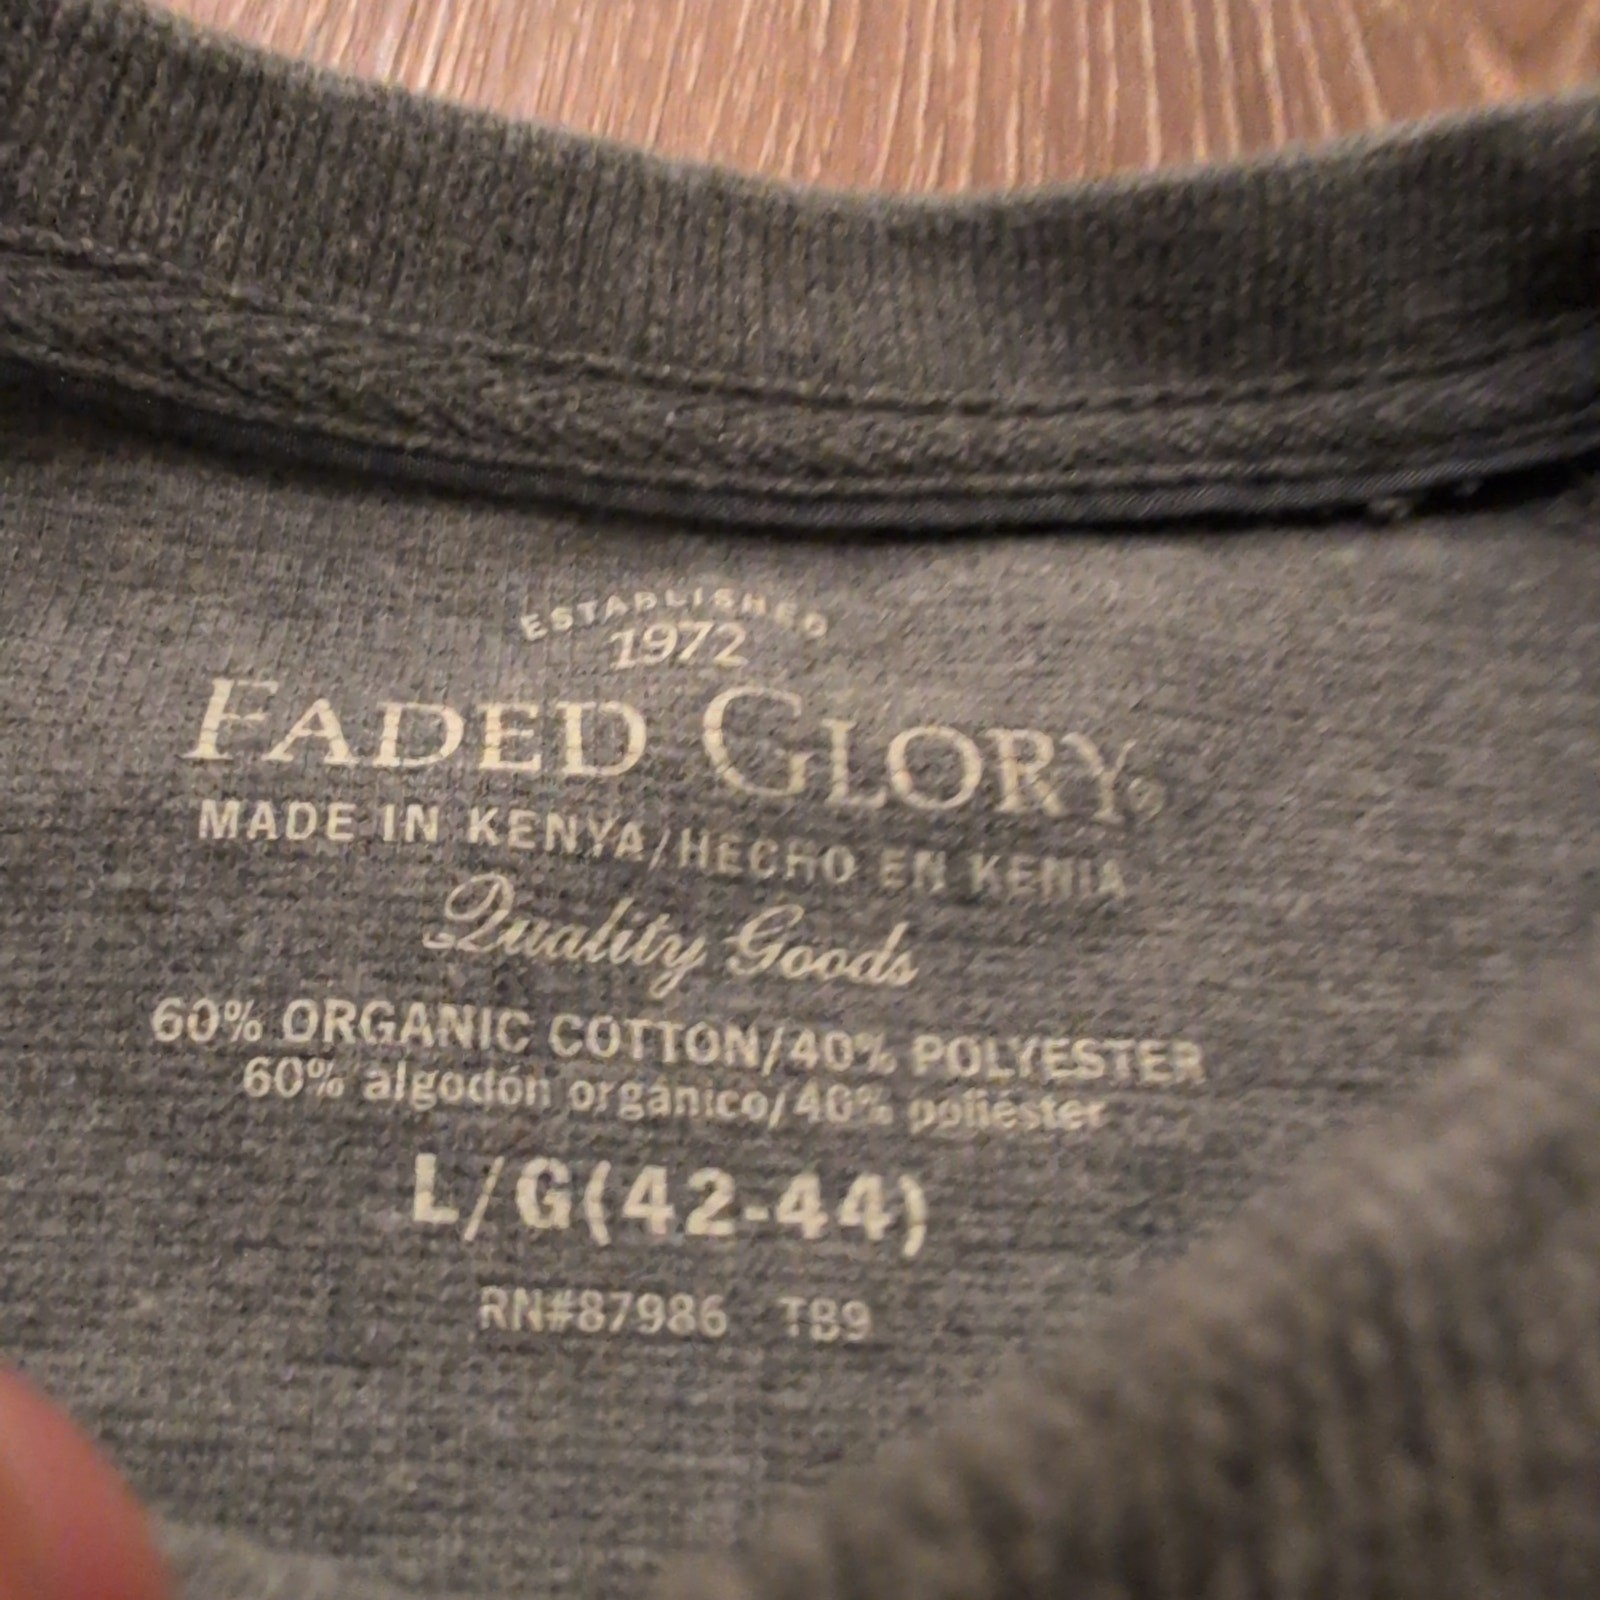 ESTABLISHED
1972
FADED GLORY®
MADE IN KENYA/HECHO EN KENIA
Quality Goods
60% ORGANIC COTTON/40% POLYESTER
60% algodón orgánico/40% poliéster
L/G(42-44)
RN#87986 TB9